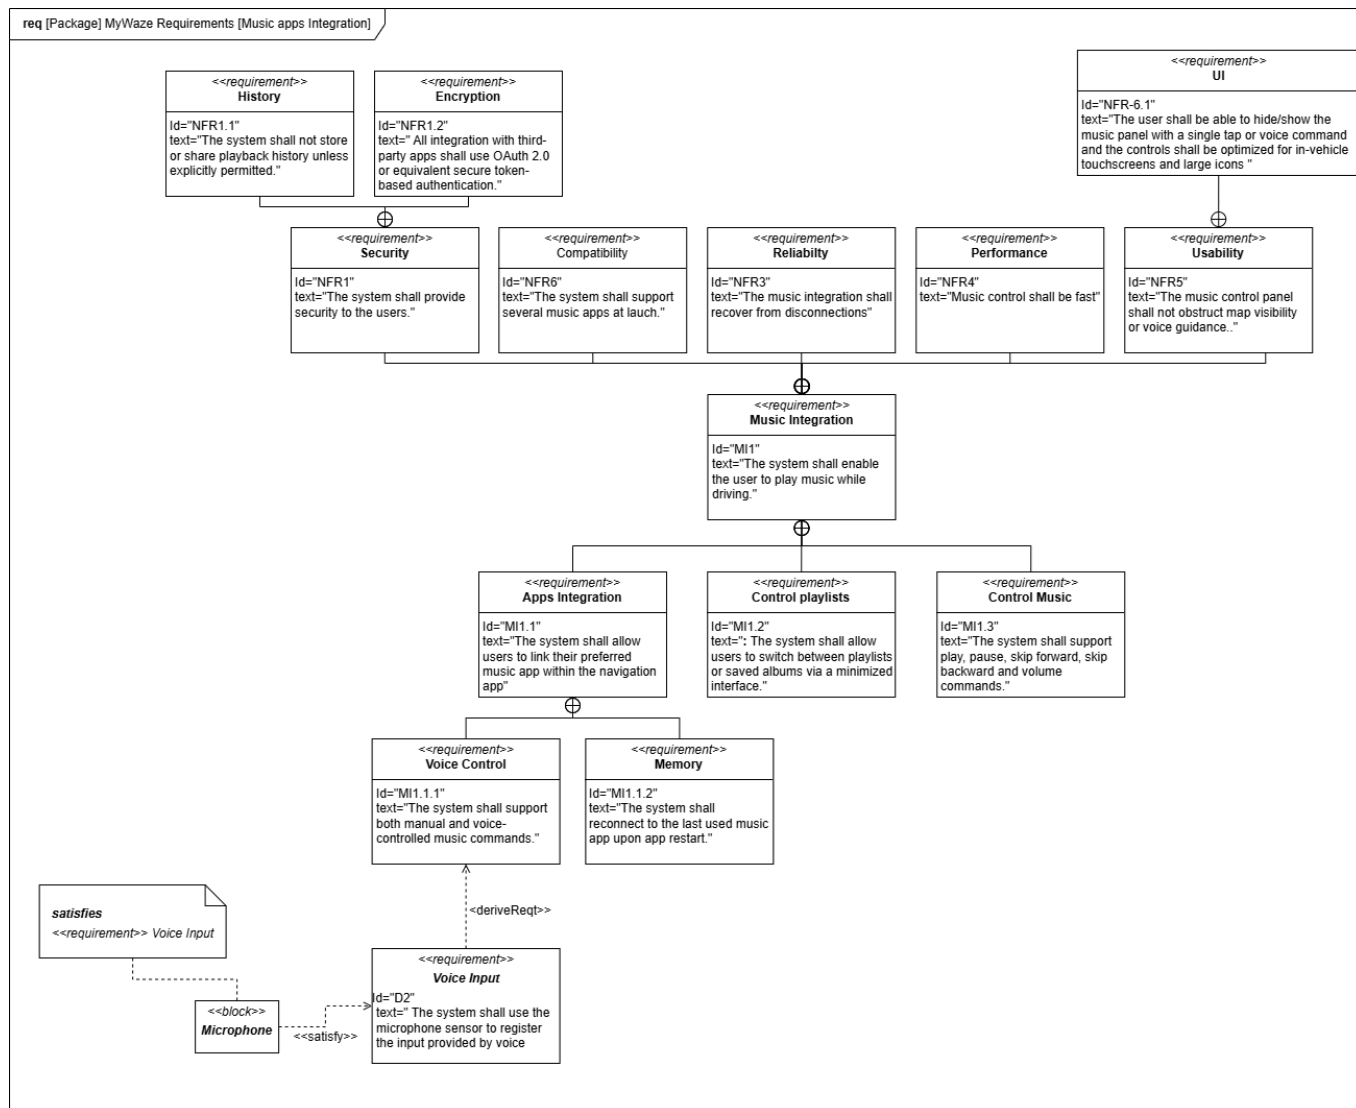 req [Package] MyWaze Requirements [Music apps Integration]
<<requirement>>
History
Id="NFR1.1"
text="The system shall not store
or share playback history unless
explicitly permitted."
<<requirement>>
Encryption
Id="NFR1.2"
text=" All integration with third-
party apps shall use OAuth 2.0
or equivalent secure token-
based authentication."
<<requirement>>
UI
Id="NFR-6.1"
text="The user shall be able to hide/show the
music panel with a single tap or voice command
and the controls shall be optimized for in-vehicle
touchscreens and large icons "
<<requirement>>
Security
Id="NFR1"
text="The system shall provide
security to the users."
<<requirement>>
Compatibility
Id="NFR6"
text="The system shall support
several music apps at lauch."
<<requirement>>
Reliabilty
Id="NFR3"
text="The music integration shall
recover from disconnections"
<<requirement>>
Performance
Id="NFR4"
text="Music control shall be fast"
<<requirement>>
Usability
Id="NFR5"
text="The music control panel
shall not obstruct map visibility
or voice guidance.."
<<requirement>>
Music Integration
Id="MI1"
text="The system shall enable
the user to play music while
driving."
<<requirement>>
Apps Integration
Id="MI1.1"
text="The system shall allow
users to link their preferred
music app within the navigation
app"
<<requirement>>
Control playlists
Id="MI1.2"
text=": The system shall allow
users to switch between playlists
or saved albums via a minimized
interface."
<<requirement>>
Control Music
Id="MI1.3"
text="The system shall support
play, pause, skip forward, skip
backward and volume
commands."
<<requirement>>
Voice Control
Id="MI1.1.1"
text="The system shall support
both manual and voice-
controlled music commands."
<<requirement>>
Memory
Id="MI1.1.2"
text="The system shall
reconnect to the last used music
app upon app restart."
satisfies
<<requirement>> Voice Input
<deriveReqt>>
<<requirement>>
Voice Input
Id="D2"
text=" The system shall use the
microphone sensor to register
the input provided by voice
<<block>>
Microphone
<<satisfy>>